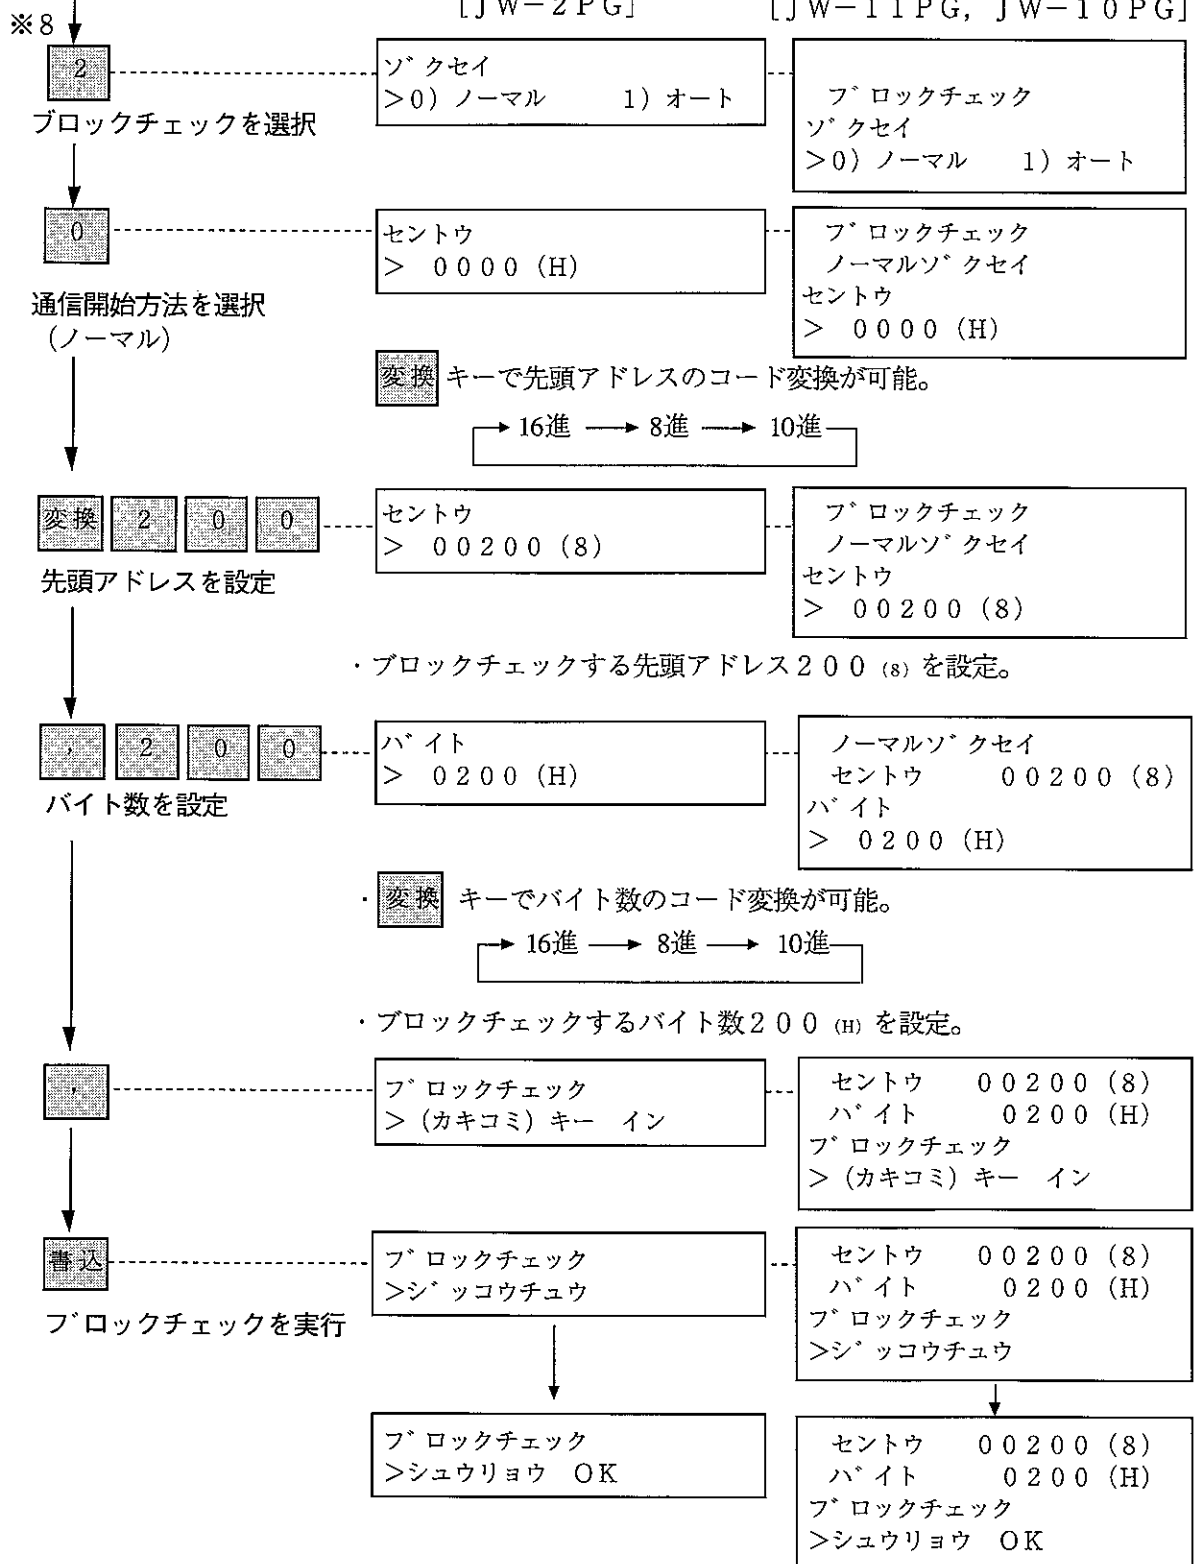 [JW-2PG] [JW-11PG, JW-10PG]
※8
2
ブロックチェックを選択
ゾクセイ
>0) ノーマル 1) オート
ブロックチェック
ゾクセイ
>0) ノーマル 1) オート
0
通信開始方法を選択
(ノーマル)
セントウ
> 0000 (H)
ブロックチェック
ノーマルゾクセイ
セントウ
> 0000 (H)
変換 キーで先頭アドレスのコード変換が可能。
16進 → 8進 → 10進
変換 2 0 0
先頭アドレスを設定
セントウ
> 00200 (8)
ブロックチェック
ノーマルゾクセイ
セントウ
> 00200 (8)
・ブロックチェックする先頭アドレス200 (8) を設定。
, 2 0 0
バイト数を設定
バイト
> 0200 (H)
ノーマルゾクセイ
セントウ 00200 (8)
バイト
> 0200 (H)
・変換 キーでバイト数のコード変換が可能。
16進 → 8進 → 10進
・ブロックチェックするバイト数200 (H) を設定。
,
ブロックチェック
> (カキコミ) キー イン
セントウ 00200 (8)
バイト 0200 (H)
ブロックチェック
> (カキコミ) キー イン
書込
ブロックチェックを実行
ブロックチェック
>ジッコウチュウ
セントウ 00200 (8)
バイト 0200 (H)
ブロックチェック
>ジッコウチュウ
ブロックチェック
>シュウリョウ OK
セントウ 00200 (8)
バイト 0200 (H)
ブロックチェック
>シュウリョウ OK